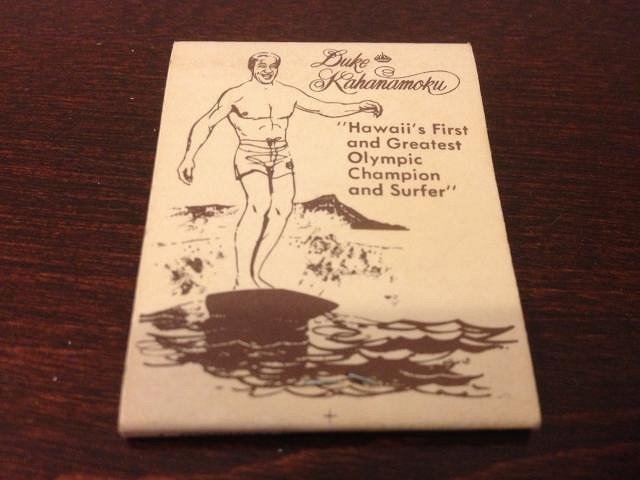 Duke
Kahanamoku
"Hawaii's First
and Greatest
Olympic
Champion
and Surfer"